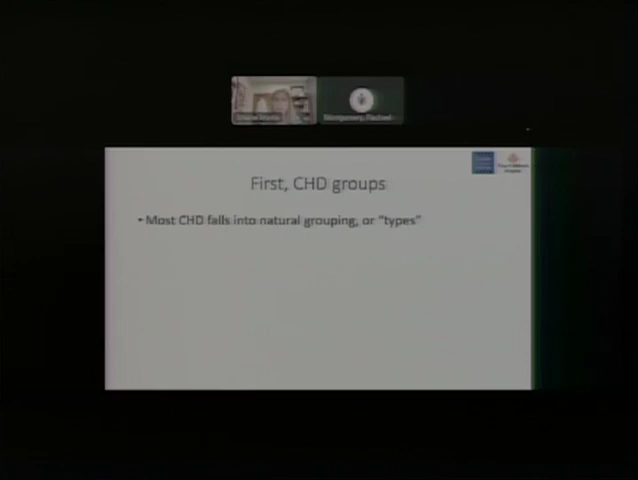 First, CHD groups
• Most CHD falls into natural grouping, or "types"